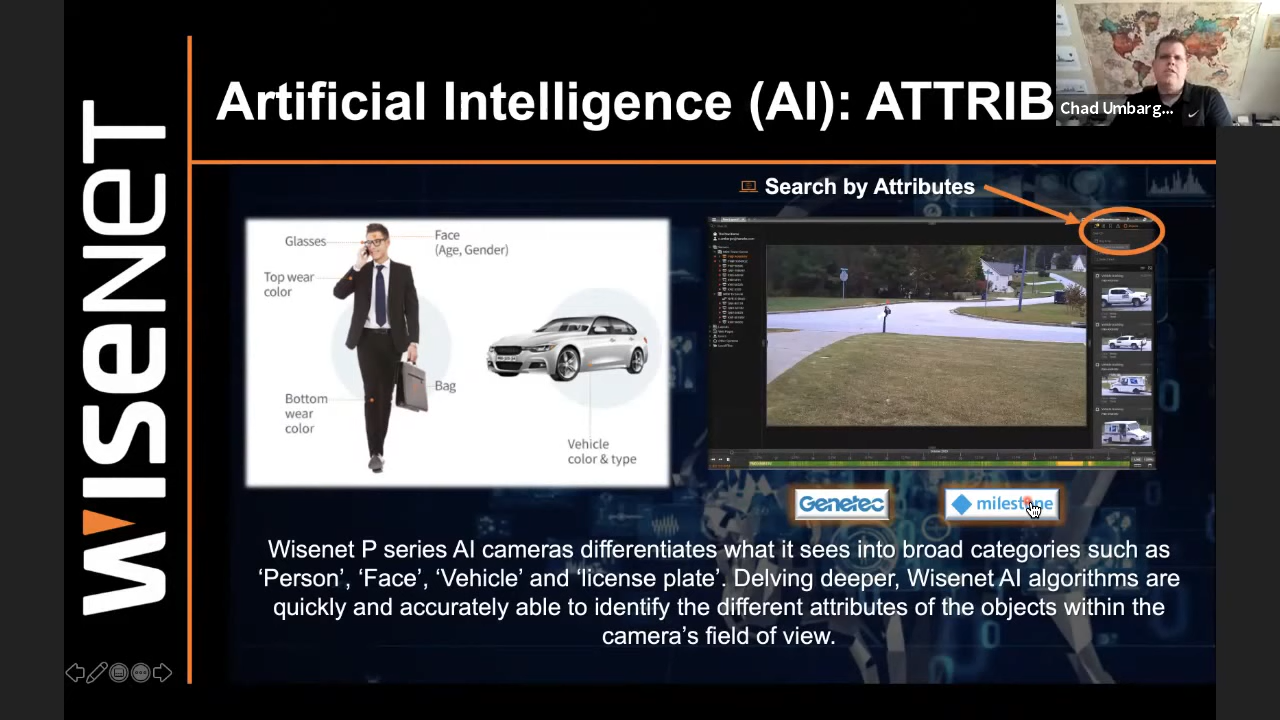 Artificial Intelligence (AI): ATTRIB
Chad Umbarg...
WISENET
Search by Attributes
Glasses
Face
(Age, Gender)
Top wear
color
Bag
Bottom
wear
color
Vehicle
color & type
Genetec
milestone
Wisenet P series AI cameras differentiates what it sees into broad categories such as
‘Person’, ‘Face’, ‘Vehicle’ and ‘license plate’. Delving deeper, Wisenet AI algorithms are
quickly and accurately able to identify the different attributes of the objects within the
camera’s field of view.